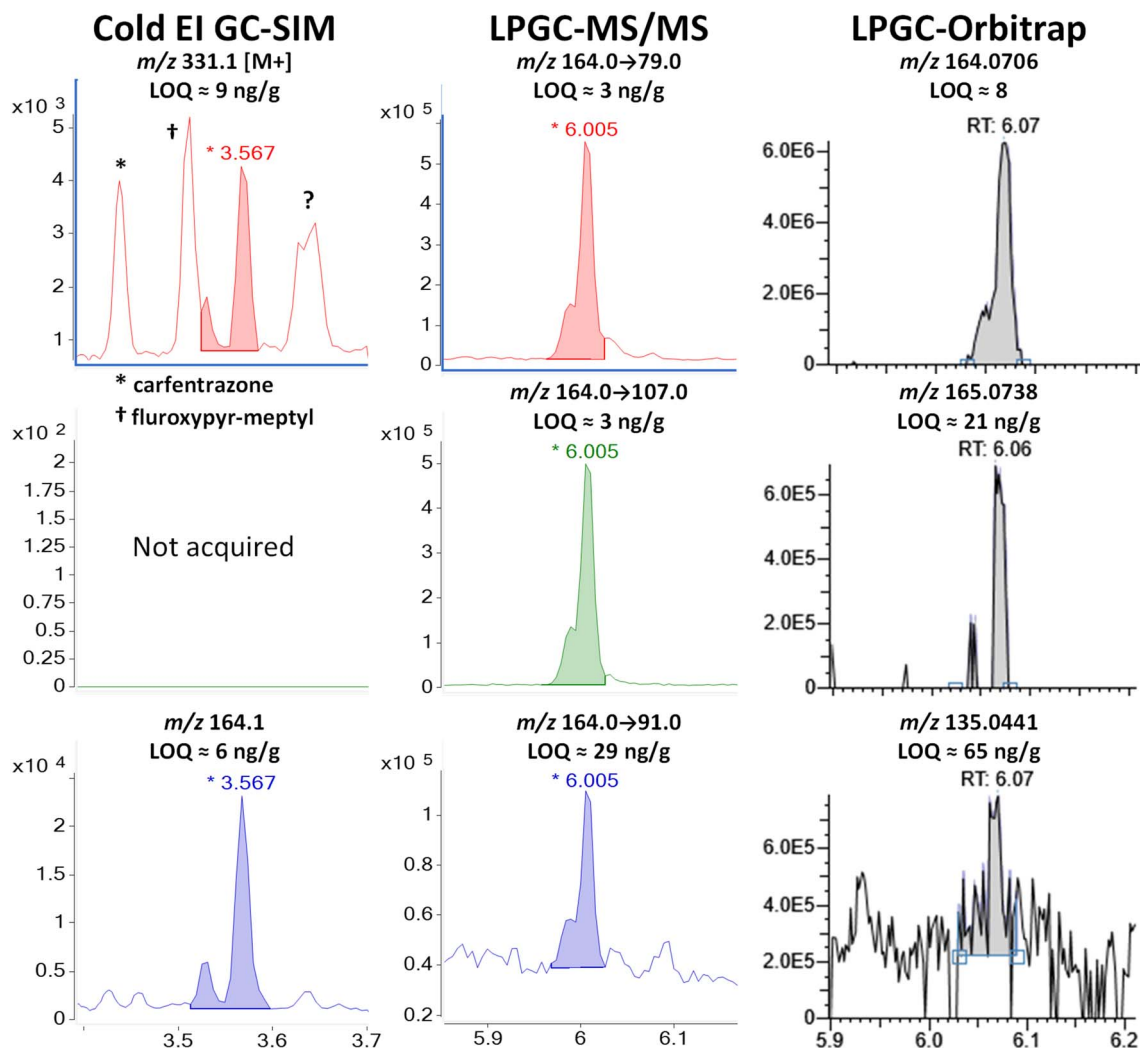 Cold EI GC-SIM
m/z 331.1 [M+]
LOQ ≈ 9 ng/g
x10 3
5
4
3
2
1
*
†
* 3.567
?
* carfentrazone
† fluroxypyr-meptyl
x10 2
2
1.75
1.5
1.25
1
0.75
0.5
0.25
0
Not acquired
m/z 164.1
LOQ ≈ 6 ng/g
x10 4
* 3.567
2
1.5
1
0.5
0
3.5 3.6 3.7
LPGC-MS/MS
m/z 164.0→79.0
LOQ ≈ 3 ng/g
x10 5
* 6.005
5
4
3
2
1
0
m/z 164.0→107.0
LOQ ≈ 3 ng/g
x10 5
* 6.005
5
4
3
2
1
0
m/z 164.0→91.0
LOQ ≈ 29 ng/g
x10 5
* 6.005
1
0.8
0.6
0.4
0.2
5.9 6 6.1
LPGC-Orbitrap
m/z 164.0706
LOQ ≈ 8
RT: 6.07
6.0E6
4.0E6
2.0E6
0
m/z 165.0738
LOQ ≈ 21 ng/g
RT: 6.06
6.0E5
4.0E5
2.0E5
0
m/z 135.0441
LOQ ≈ 65 ng/g
RT: 6.07
6.0E5
4.0E5
2.0E5
0
5.9 6.0 6.1 6.2